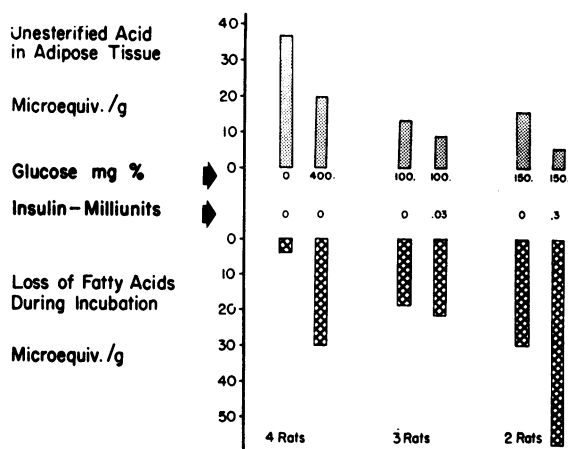 Unesterified Acid
in Adipose Tissue
Microequiv./g
40
30
20
10
0
Glucose mg %
0 400. 100. 100. 150. 150.
Insulin-Milliunits
0 0 0 .03 0 .3
Loss of Fatty Acids
During Incubation
Microequiv./g
0
10
20
30
40
50
4 Rats 3 Rats 2 Rats